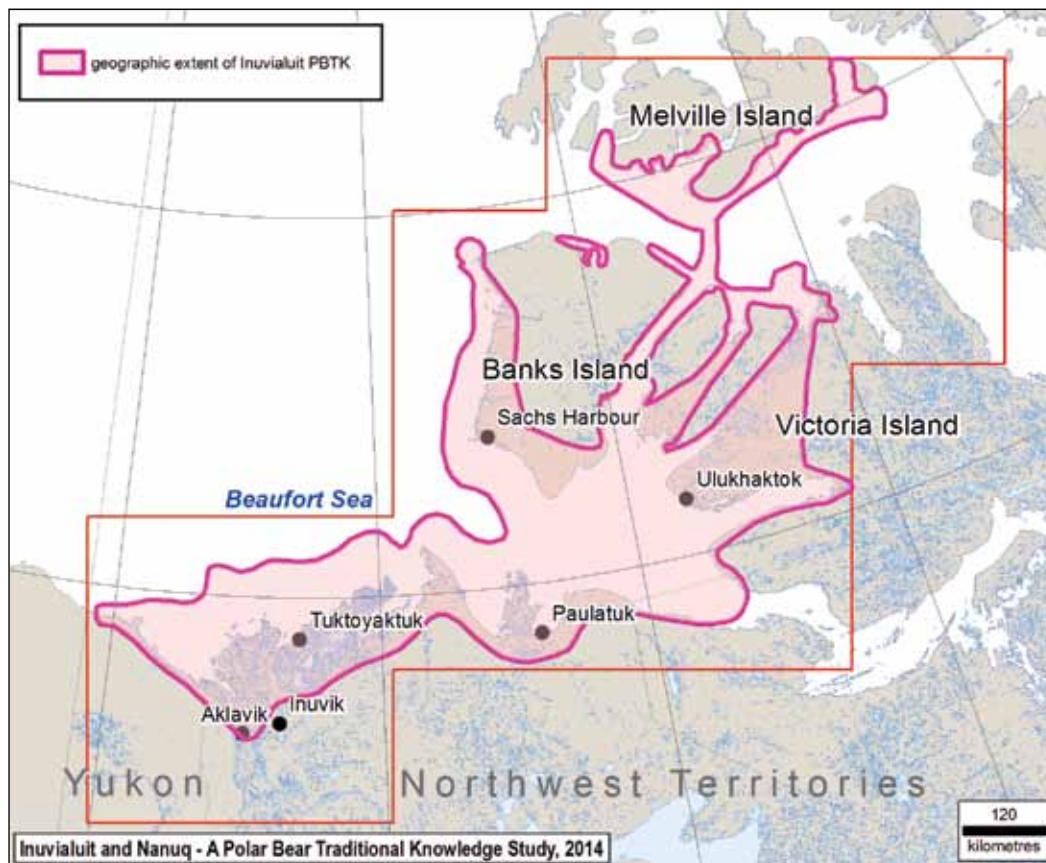 geographic extent of Inuvialuit PBTK
Melville Island
Banks Island
Sachs Harbour
Victoria Island
Ulukhaktok
Beaufort Sea
Tuktoyaktuk
Paulatuk
Aklavik
Inuvik
Yukon
Northwest Territories
120
kilometres
Inuvialuit and Nanuq - A Polar Bear Traditional Knowledge Study, 2014